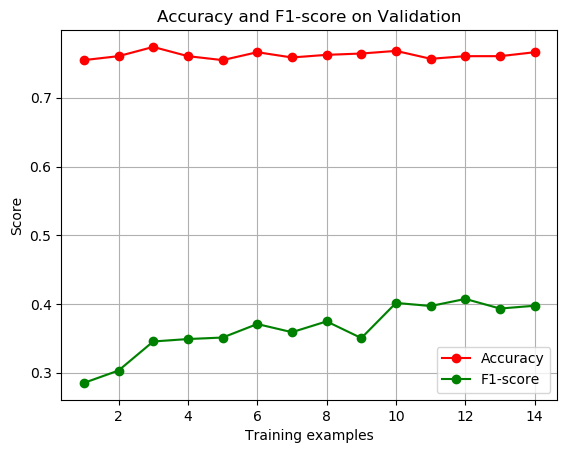 Accuracy and F1-score on Validation
Score
0.7
0.6
0.5
0.4
0.3
Accuracy
F1-score
2 4 6 8 10 12 14
Training examples